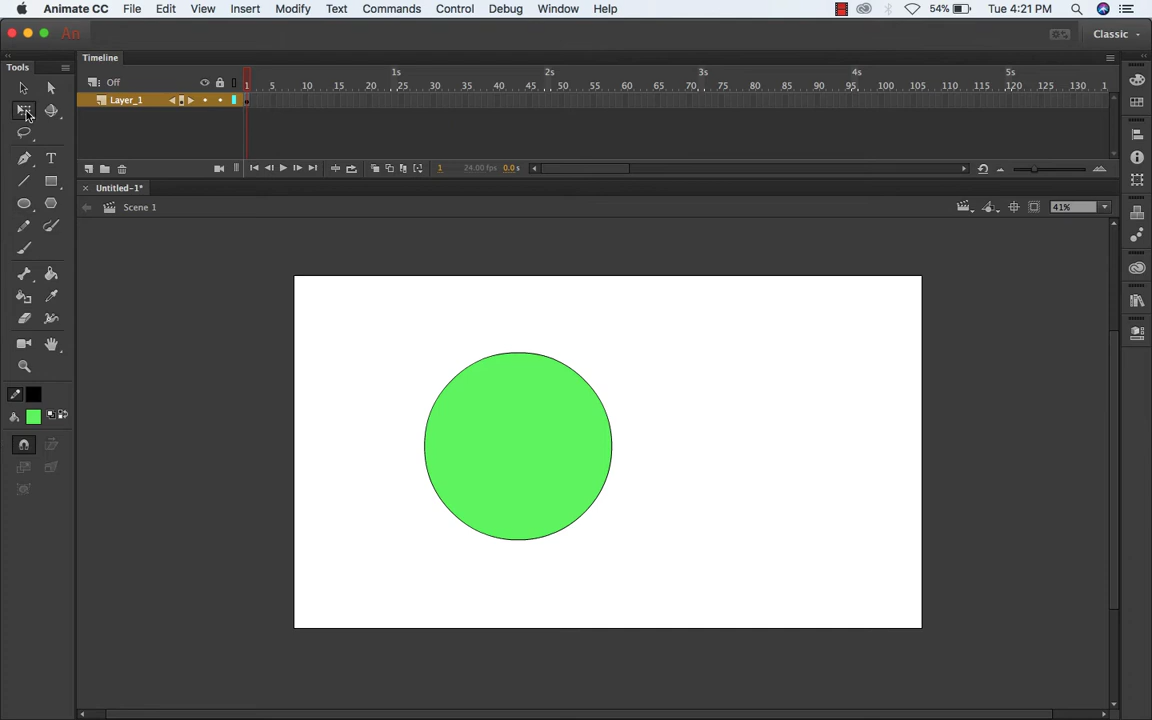 Animate CC File Edit View Insert Modify Text Commands Control Debug Window Help 54% Tue 4:21 PM
An Classic
Tools Timeline
Off 1s 2s 3s 4s 5s
1 5 10 15 20 25 30 35 40 45 50 55 60 65 70 75 80 85 90 95 100 105 110 115 120 125 130 1
Layer_1
1 24.00 fps 0.0 s
Untitled-1*
Scene 1 41%
T